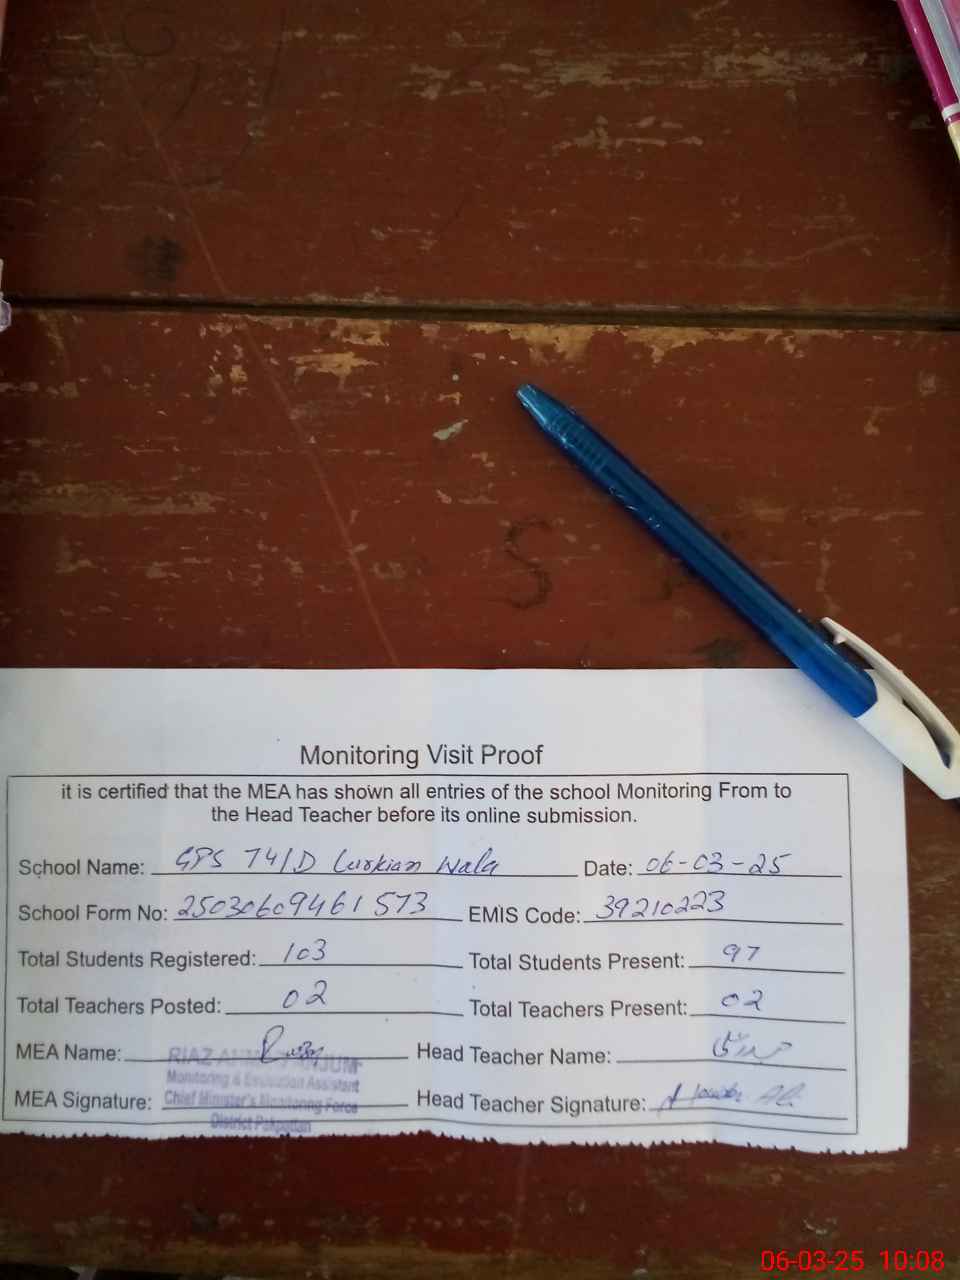 S
Monitoring Visit Proof
it is certified that the MEA has shown all entries of the school Monitoring From to
the Head Teacher before its online submission.
School Name: GPS 74/D Wala Date: 06-03-25
School Form No: 25030609461573 EMIS Code: 39210223
Total Students Registered: 103 Total Students Present: 97
Total Teachers Posted: 02 Total Teachers Present: 02
MEA Name: RIAZ ANJUM Head Teacher Name:
Monitoring & Evaluation Assistant
MEA Signature: Chief Minister's Monitoring Force Head Teacher Signature:
District Pakpattan
06-03-25 10:08